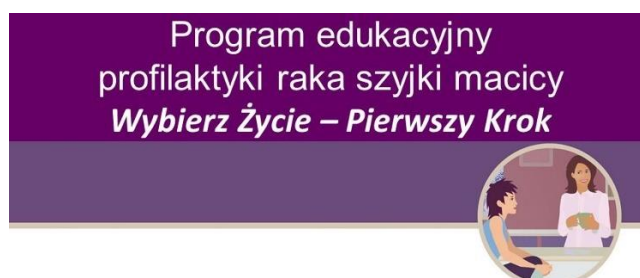 Program edukacyjny
profilaktyki raka szyjki macicy
Wybierz Życie – Pierwszy Krok